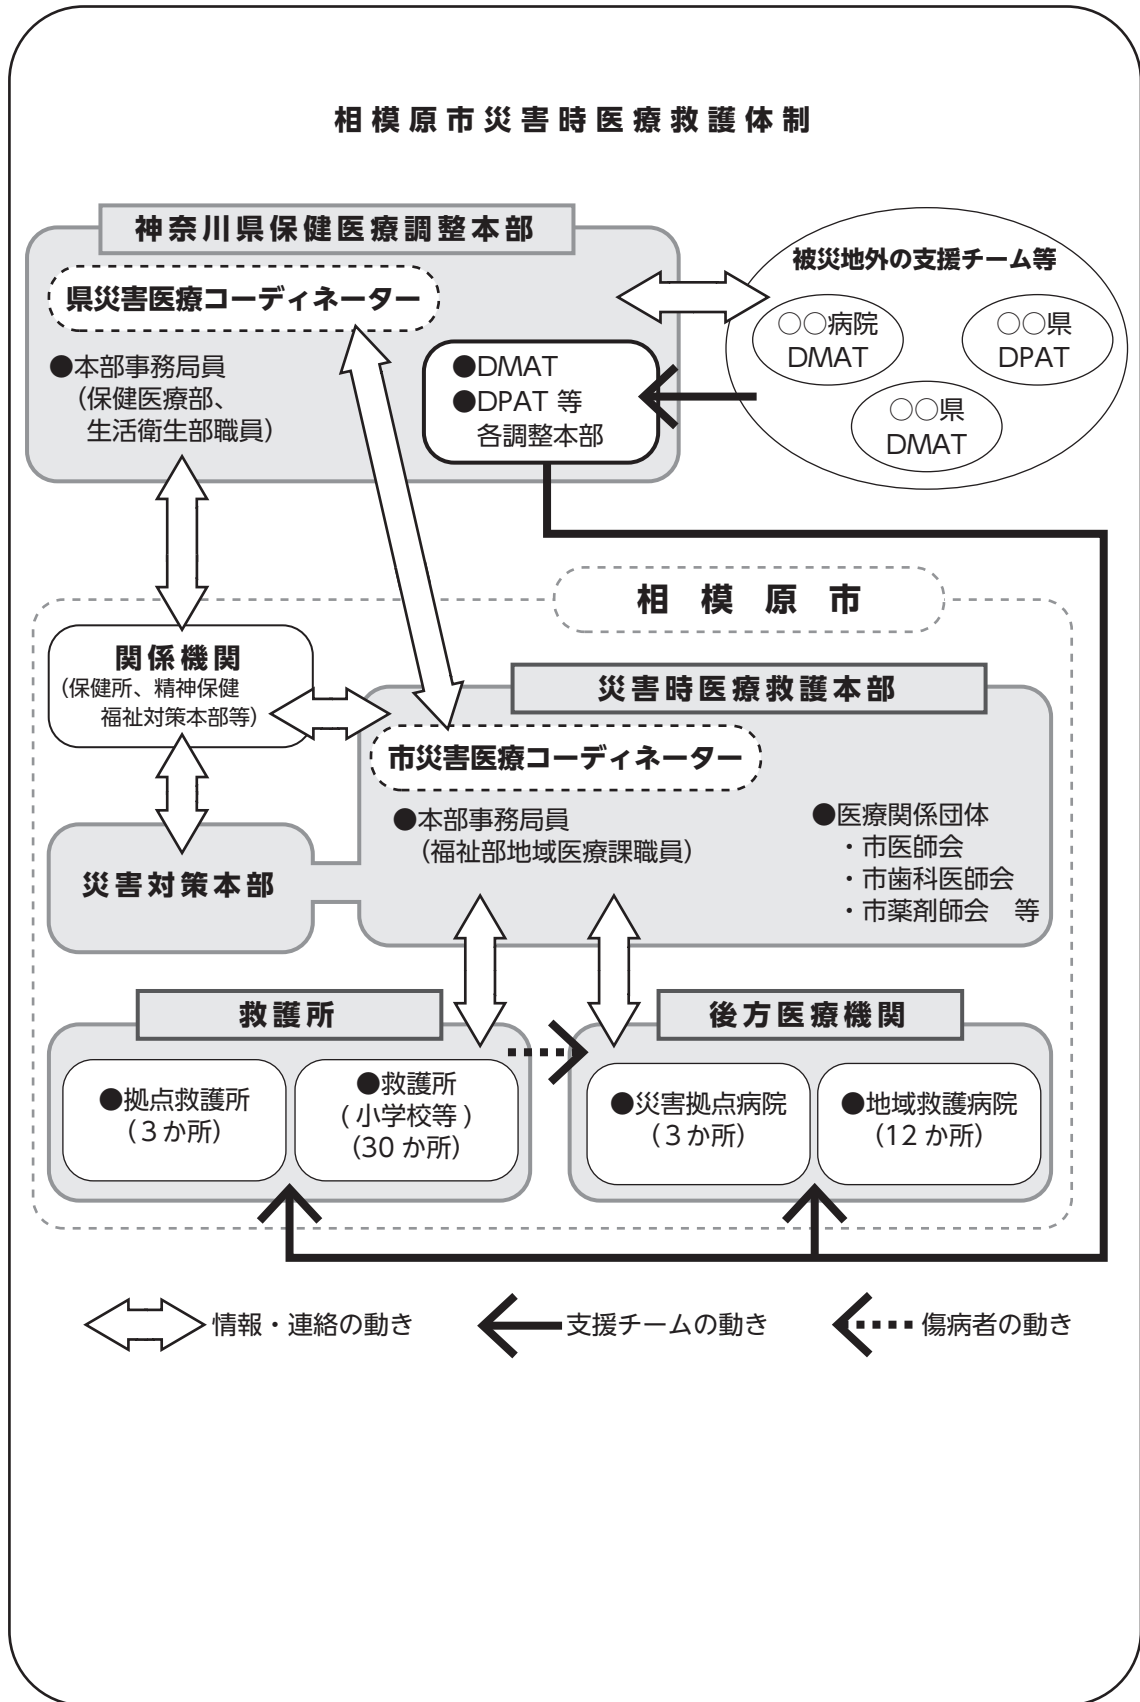 相模原市災害時医療救護体制
神奈川県保健医療調整本部
県災害医療コーディネーター
●本部事務局員
(保健医療部、
生活衛生部職員)
●DMAT
●DPAT 等
各調整本部
被災地外の支援チーム等
○○病院
DMAT
○○県
DPAT
○○県
DMAT
相模原市
関係機関
(保健所、精神保健
福祉対策本部等)
災害時医療救護本部
市災害医療コーディネーター
●本部事務局員
(福祉部地域医療課職員)
●医療関係団体
・市医師会
・市歯科医師会
・市薬剤師会　等
災害対策本部
救護所
●拠点救護所
(3か所)
●救護所
(小学校等)
(30か所)
後方医療機関
●災害拠点病院
(3か所)
●地域救護病院
(12か所)
情報・連絡の動き
支援チームの動き
傷病者の動き